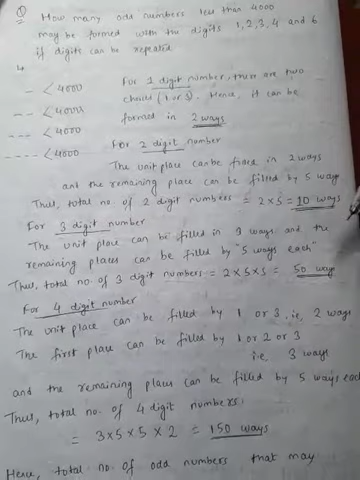 Q How many odd numbers less than 4000
may be formed with the digits 1,2,3,4 and 6
if digits can be repeated
4
- < 4000 For 1 digit number, there are two
-- < 4000 choice (1 or 3). Hence, it can be
--- < 4000 formed in 2 ways
---- < 4000 For 2 digit number
The unit place can be fixed in 2 ways
and the remaining place can be filled by 5 ways
Thus, total no. of 2 digit numbers = 2×5 = 10 ways
For 3 digit number
The unit place can be filled in 3 ways and the
remaining places can be filled by "5 ways each"
Thus, total no of 3 digit numbers = 2×5×5 = 50 ways
For 4 digit number
The unit place can be filled by 1 or 3, ie, 2 ways
The first place can be filled by 1 or 2 or 3
i.e 3 ways
and the remaining places can be filled by 5 ways each
Thus, total no. of 4 digit numbers:
= 3×5×5×2 = 150 ways
Hence, total no. of odd numbers that may